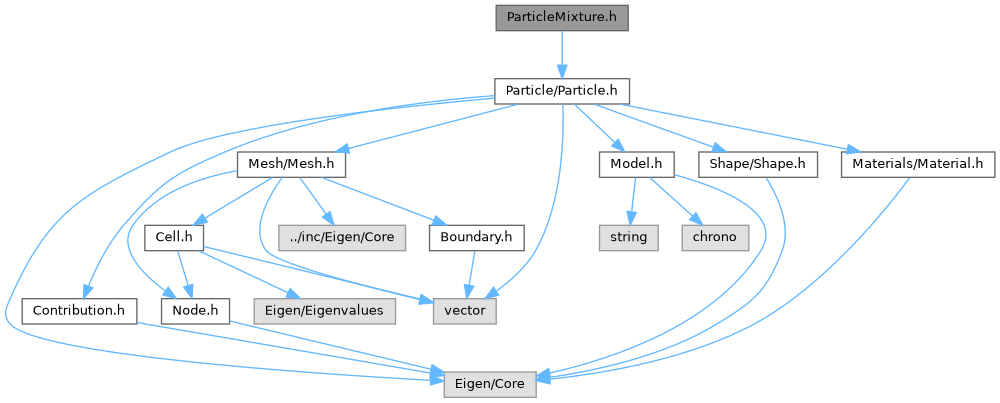 ParticleMixture.h
Particle/Particle.h
Mesh/Mesh.h
Model.h
Shape/Shape.h
Materials/Material.h
Cell.h
../inc/Eigen/Core
Boundary.h
string
chrono
Contribution.h
Node.h
Eigen/Eigenvalues
vector
Eigen/Core